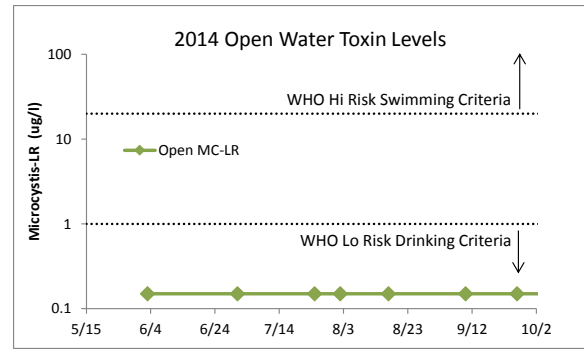 2014 Open Water Toxin Levels
100
WHO Hi Risk Swimming Criteria
10
Open MC-LR
Microcystis-LR (ug/l)
1
WHO Lo Risk Drinking Criteria
0.1
5/15 6/4 6/24 7/14 8/3 8/23 9/12 10/2